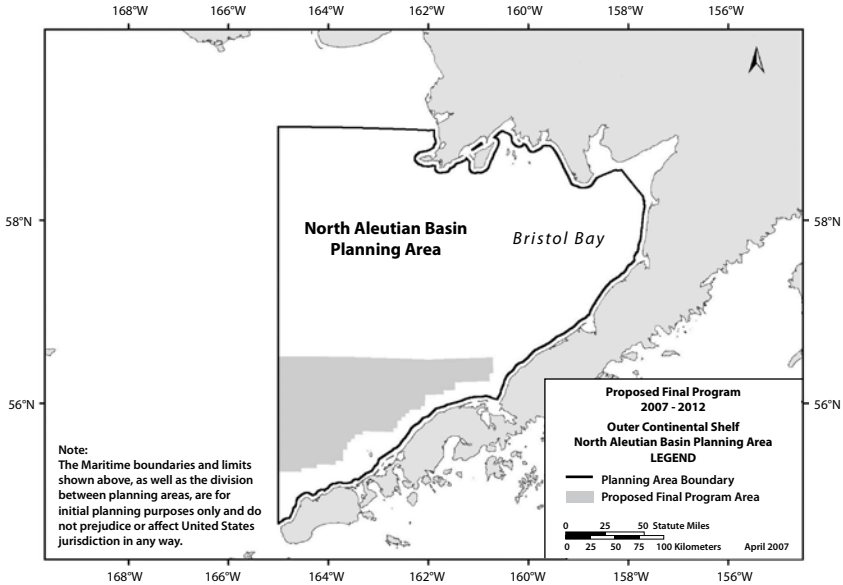 168°W 166°W 164°W 162°W 160°W 158°W 156°W
58°N 58°N
North Aleutian Basin
Planning Area
Bristol Bay
56°N 56°N
Note:
The Maritime boundaries and limits
shown above, as well as the division
between planning areas, are for
initial planning purposes only and do
not prejudice or affect United States
jurisdiction in any way.
Proposed Final Program
2007 - 2012
Outer Continental Shelf
North Aleutian Basin Planning Area
LEGEND
Planning Area Boundary
Proposed Final Program Area
0 25 50 Statute Miles
0 25 50 75 100 Kilometers
April 2007
168°W 166°W 164°W 162°W 160°W 158°W 156°W